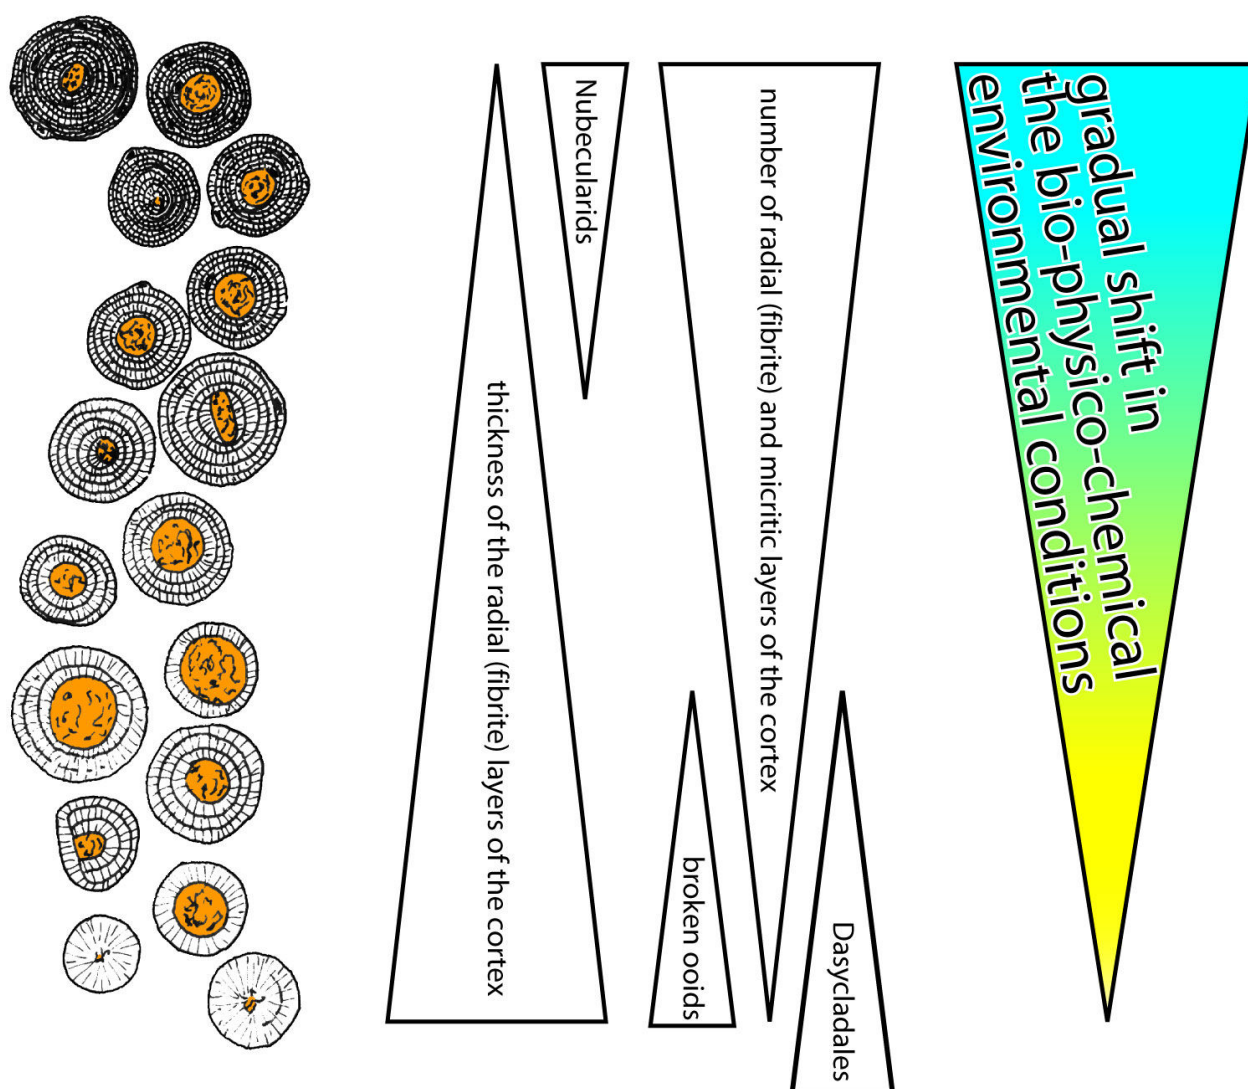 thickness of the radial (fibrite) layers of the cortex
Nubecularids
number of radial (fibrite) and micritic layers of the cortex
broken ooids
Dasycladales
gradual shift in
the bio-physico-chemical
environmental conditions